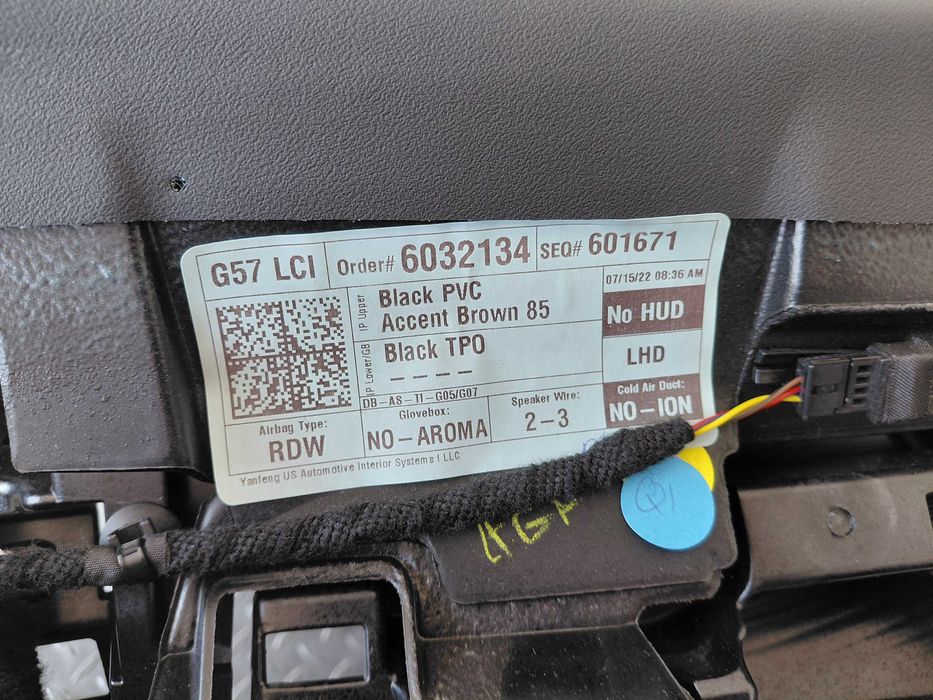 G57 LCI
Order# 6032134
SEQ# 601671
IP Upper
Black PVC
Accent Brown 85
07/15/22 08:36 AM
No HUD
IP Lower/GB
Black TPO
– – – –
LHD
DB-AS-TI-G05/G07
Airbag Type:
RDW
Glovebox:
NO-AROMA
Speaker Wire:
2-3
Cold Air Duct:
NO-ION
Yanfeng US Automotive Interior Systems I LLC
Q1